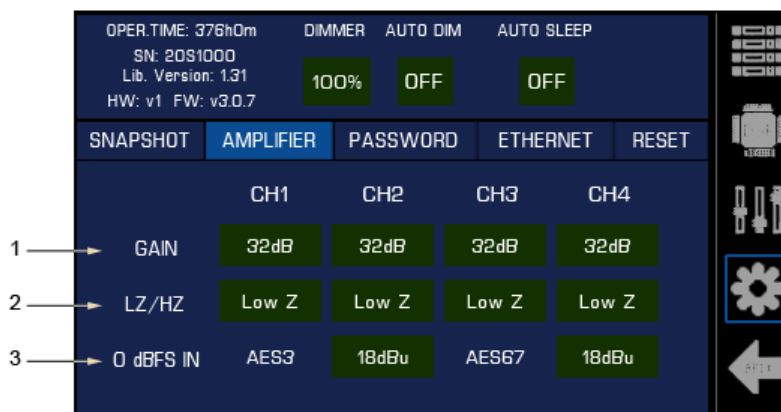 OPER.TIME: 376h0m DIMMER AUTO DIM AUTO SLEEP
SN: 20S1000
Lib. Version: 1.31
HW: v1 FW: v3.0.7
100% OFF OFF
SNAPSHOT AMPLIFIER PASSWORD ETHERNET RESET
CH1 CH2 CH3 CH4
1 GAIN 32dB 32dB 32dB 32dB
2 LZ/HZ Low Z Low Z Low Z Low Z
3 0 dBFS IN AES3 18dBu AES67 18dBu